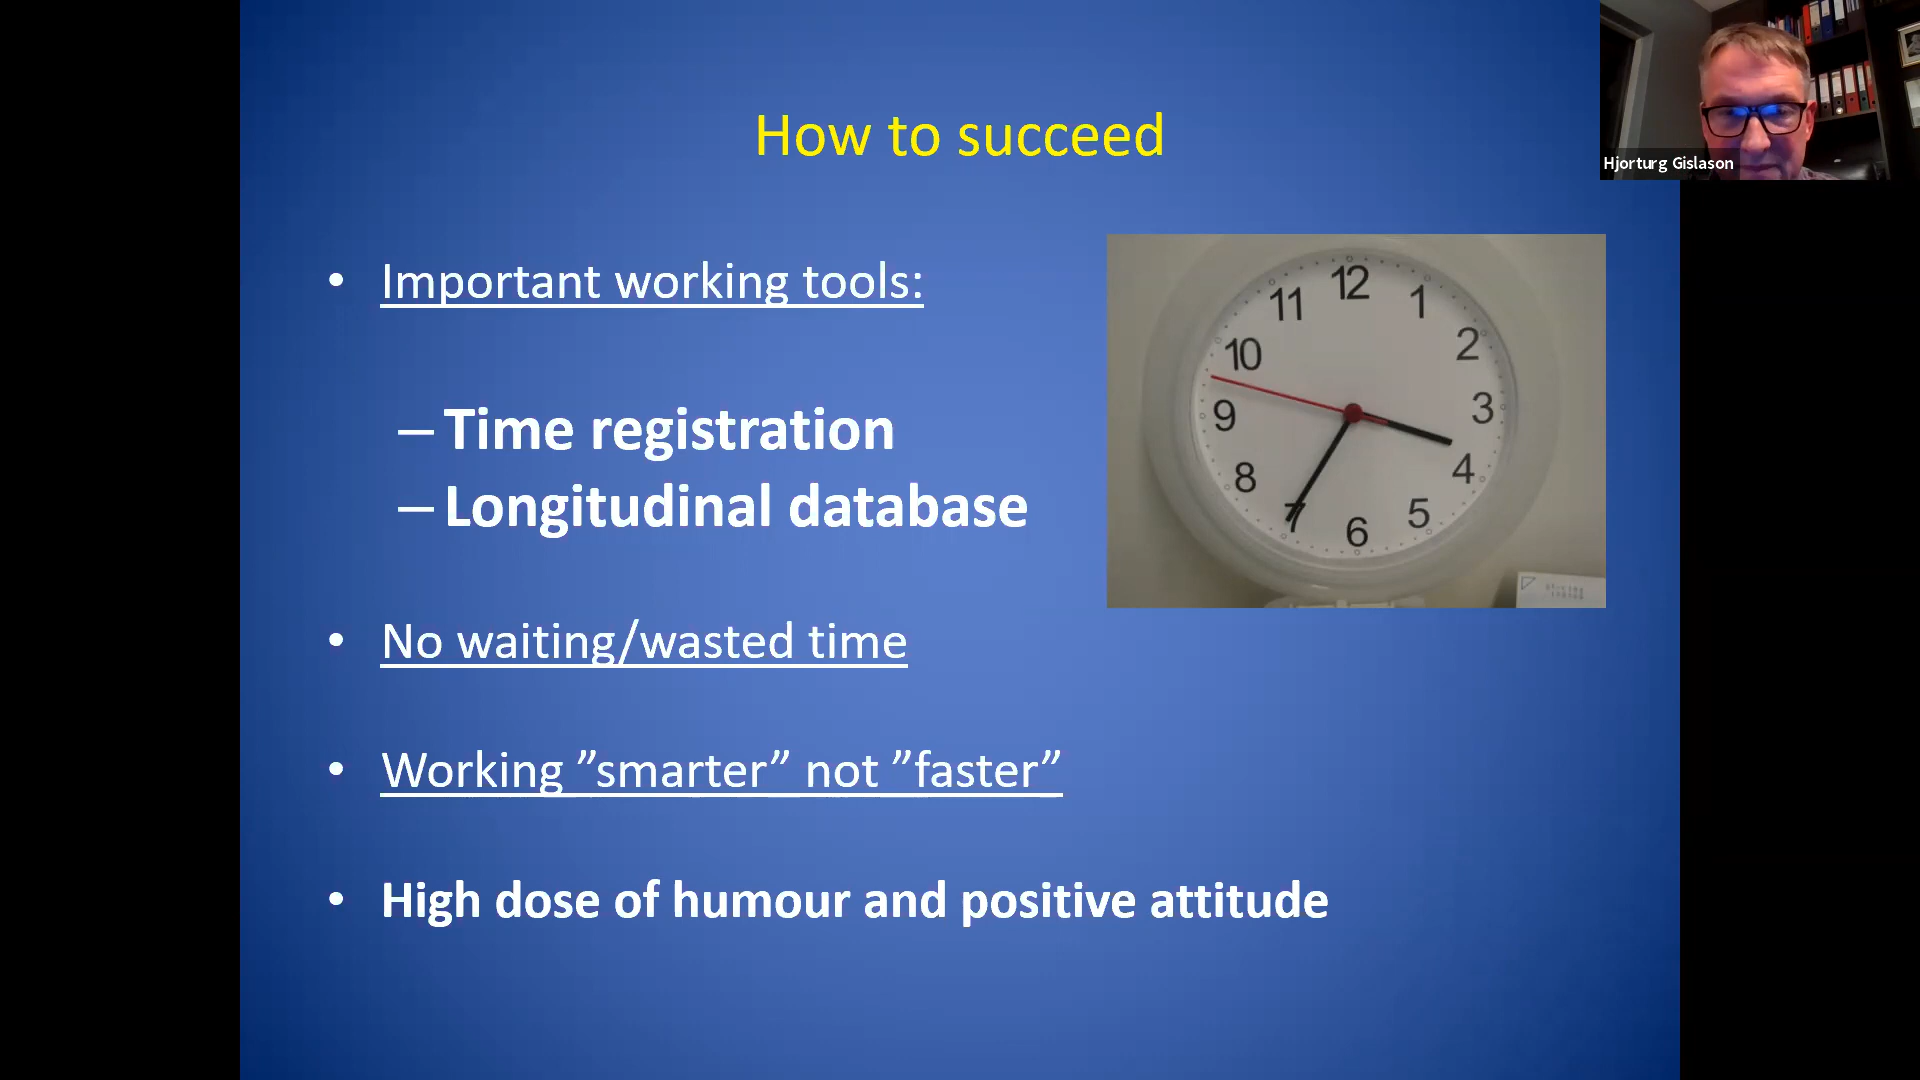 How to succeed
Hjorturg Gislason
• Important working tools:
– Time registration
– Longitudinal database
• No waiting/wasted time
• Working ”smarter” not ”faster”
• High dose of humour and positive attitude
12
1
2
3
4
5
6
7
8
9
10
11